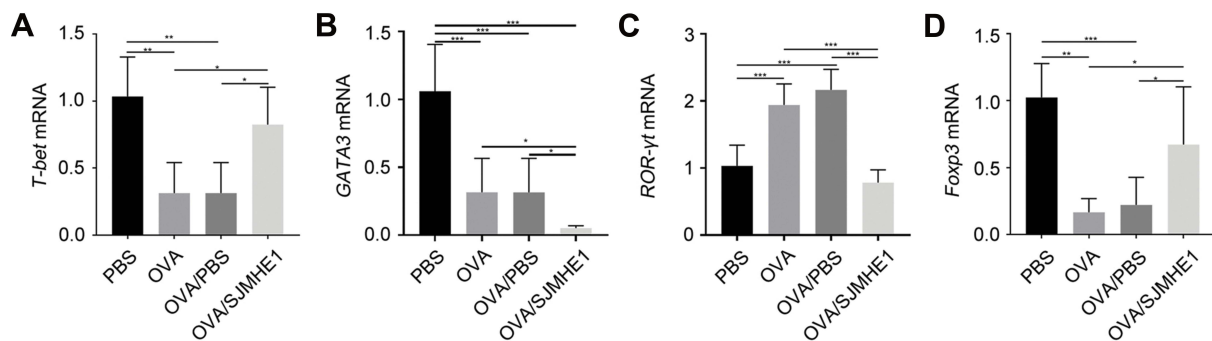 A
T-bet mRNA
1.5
1.0
0.5
0.0
**
**
*
*
PBS
OVA
OVA/PBS
OVA/SJMHE1
B
GATA3 mRNA
1.5
1.0
0.5
0.0
***
***
***
*
*
PBS
OVA
OVA/PBS
OVA/SJMHE1
C
ROR-γt mRNA
3
2
1
0
***
***
***
***
PBS
OVA
OVA/PBS
OVA/SJMHE1
D
Foxp3 mRNA
1.5
1.0
0.5
0.0
***
**
*
*
PBS
OVA
OVA/PBS
OVA/SJMHE1